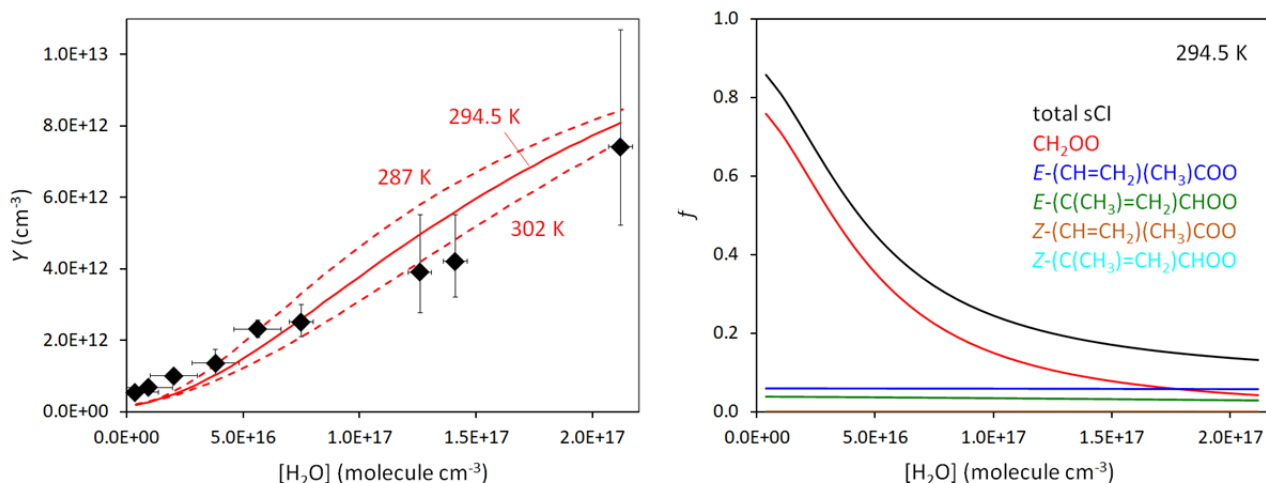 1.0E+13
8.0E+12
6.0E+12
4.0E+12
2.0E+12
0.0E+00
Y (cm⁻³)
294.5 K
287 K
302 K
0.0E+00 5.0E+16 1.0E+17 1.5E+17 2.0E+17
[H₂O] (molecule cm⁻³)
1.0
0.8
0.6
0.4
0.2
0.0
f
294.5 K
total sCI
CH₂OO
E-(CH=CH₂)(CH₃)COO
E-(C(CH₃)=CH₂)CHOO
Z-(CH=CH₂)(CH₃)COO
Z-(C(CH₃)=CH₂)CHOO
0.0E+00 5.0E+16 1.0E+17 1.5E+17 2.0E+17
[H₂O] (molecule cm⁻³)